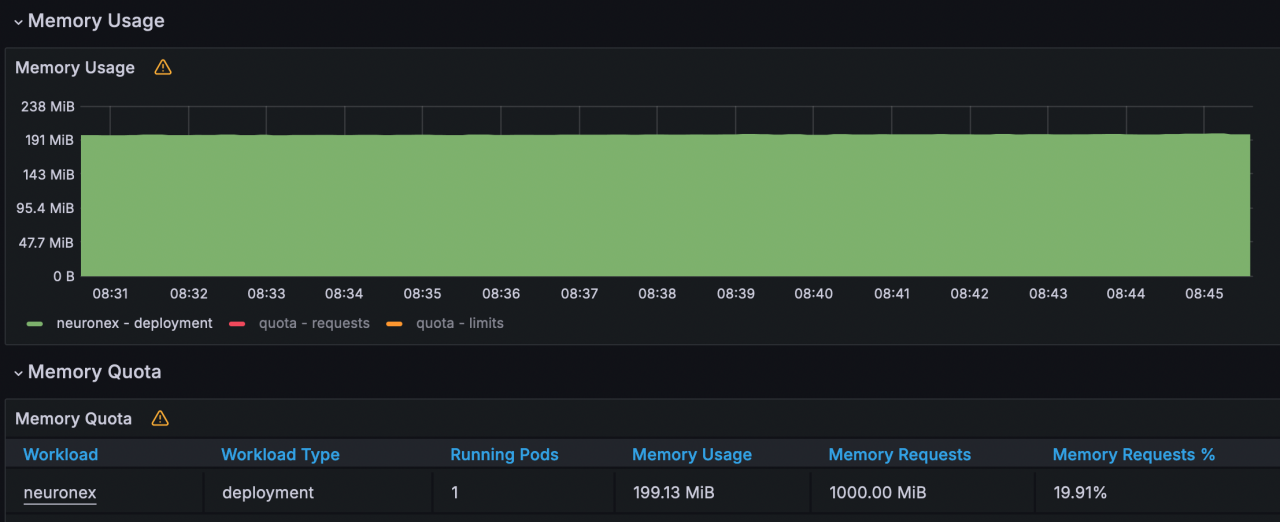 Memory Usage
Memory Usage
238 MiB
191 MiB
143 MiB
95.4 MiB
47.7 MiB
0 B
08:31 08:32 08:33 08:34 08:35 08:36 08:37 08:38 08:39 08:40 08:41 08:42 08:43 08:44 08:45
neuronex - deployment quota - requests quota - limits
Memory Quota
Memory Quota
Workload Workload Type Running Pods Memory Usage Memory Requests Memory Requests %
neuronex deployment 1 199.13 MiB 1000.00 MiB 19.91%